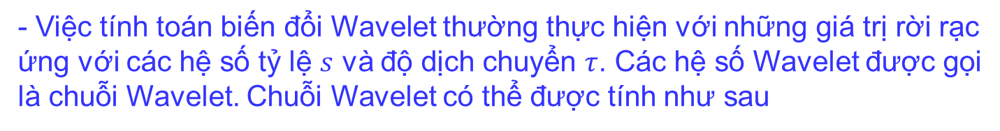 - Việc tính toán biến đổi Wavelet thường thực hiện với những giá trị rời rạc
ứng với các hệ số tỷ lệ s và độ dịch chuyển τ. Các hệ số Wavelet được gọi
là chuỗi Wavelet. Chuỗi Wavelet có thể được tính như sau